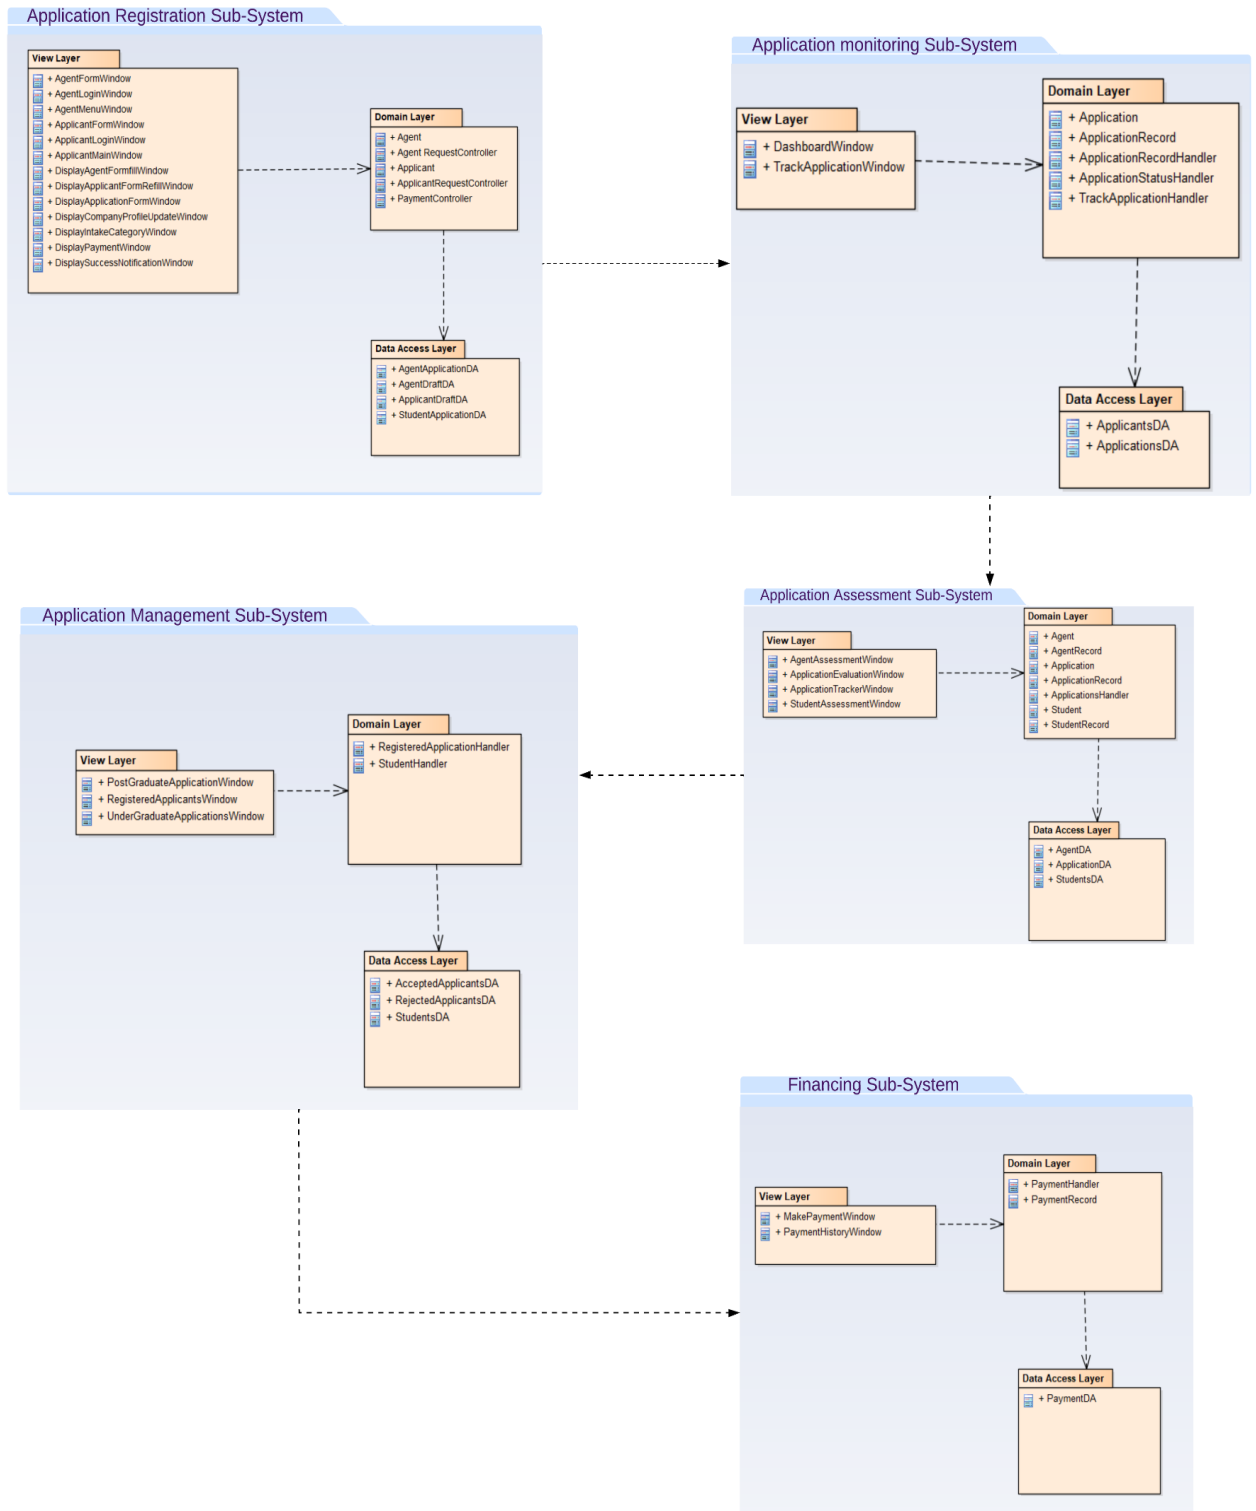 Application Registration Sub-System
View Layer
+ AgentFormWindow
+ AgentLoginWindow
+ AgentMenuWindow
+ ApplicantFormWindow
+ ApplicantLoginWindow
+ ApplicantMainWindow
+ DisplayAgentFormfillWindow
+ DisplayApplicantFormRefillWindow
+ DisplayApplicationFormWindow
+ DisplayCompanyProfileUpdateWindow
+ DisplayIntakeCategoryWindow
+ DisplayPaymentWindow
+ DisplaySuccessNotificationWindow
Domain Layer
+ Agent
+ Agent RequestController
+ Applicant
+ ApplicantRequestController
+ PaymentController
Data Access Layer
+ AgentApplicationDA
+ AgentDraftDA
+ ApplicantDraftDA
+ StudentApplicationDA
Application monitoring Sub-System
View Layer
+ DashboardWindow
+ TrackApplicationWindow
Domain Layer
+ Application
+ ApplicationRecord
+ ApplicationRecordHandler
+ ApplicationStatusHandler
+ TrackApplicationHandler
Data Access Layer
+ ApplicantsDA
+ ApplicationsDA
Application Assessment Sub-System
View Layer
+ AgentAssessmentWindow
+ ApplicationEvaluationWindow
+ ApplicationTrackerWindow
+ StudentAssessmentWindow
Domain Layer
+ Agent
+ AgentRecord
+ Application
+ ApplicationRecord
+ ApplicationsHandler
+ Student
+ StudentRecord
Data Access Layer
+ AgentDA
+ ApplicationDA
+ StudentsDA
Application Management Sub-System
View Layer
+ PostGraduateApplicationWindow
+ RegisteredApplicantsWindow
+ UnderGraduateApplicationsWindow
Domain Layer
+ RegisteredApplicationHandler
+ StudentHandler
Data Access Layer
+ AcceptedApplicantsDA
+ RejectedApplicantsDA
+ StudentsDA
Financing Sub-System
View Layer
+ MakePaymentWindow
+ PaymentHistoryWindow
Domain Layer
+ PaymentHandler
+ PaymentRecord
Data Access Layer
+ PaymentDA